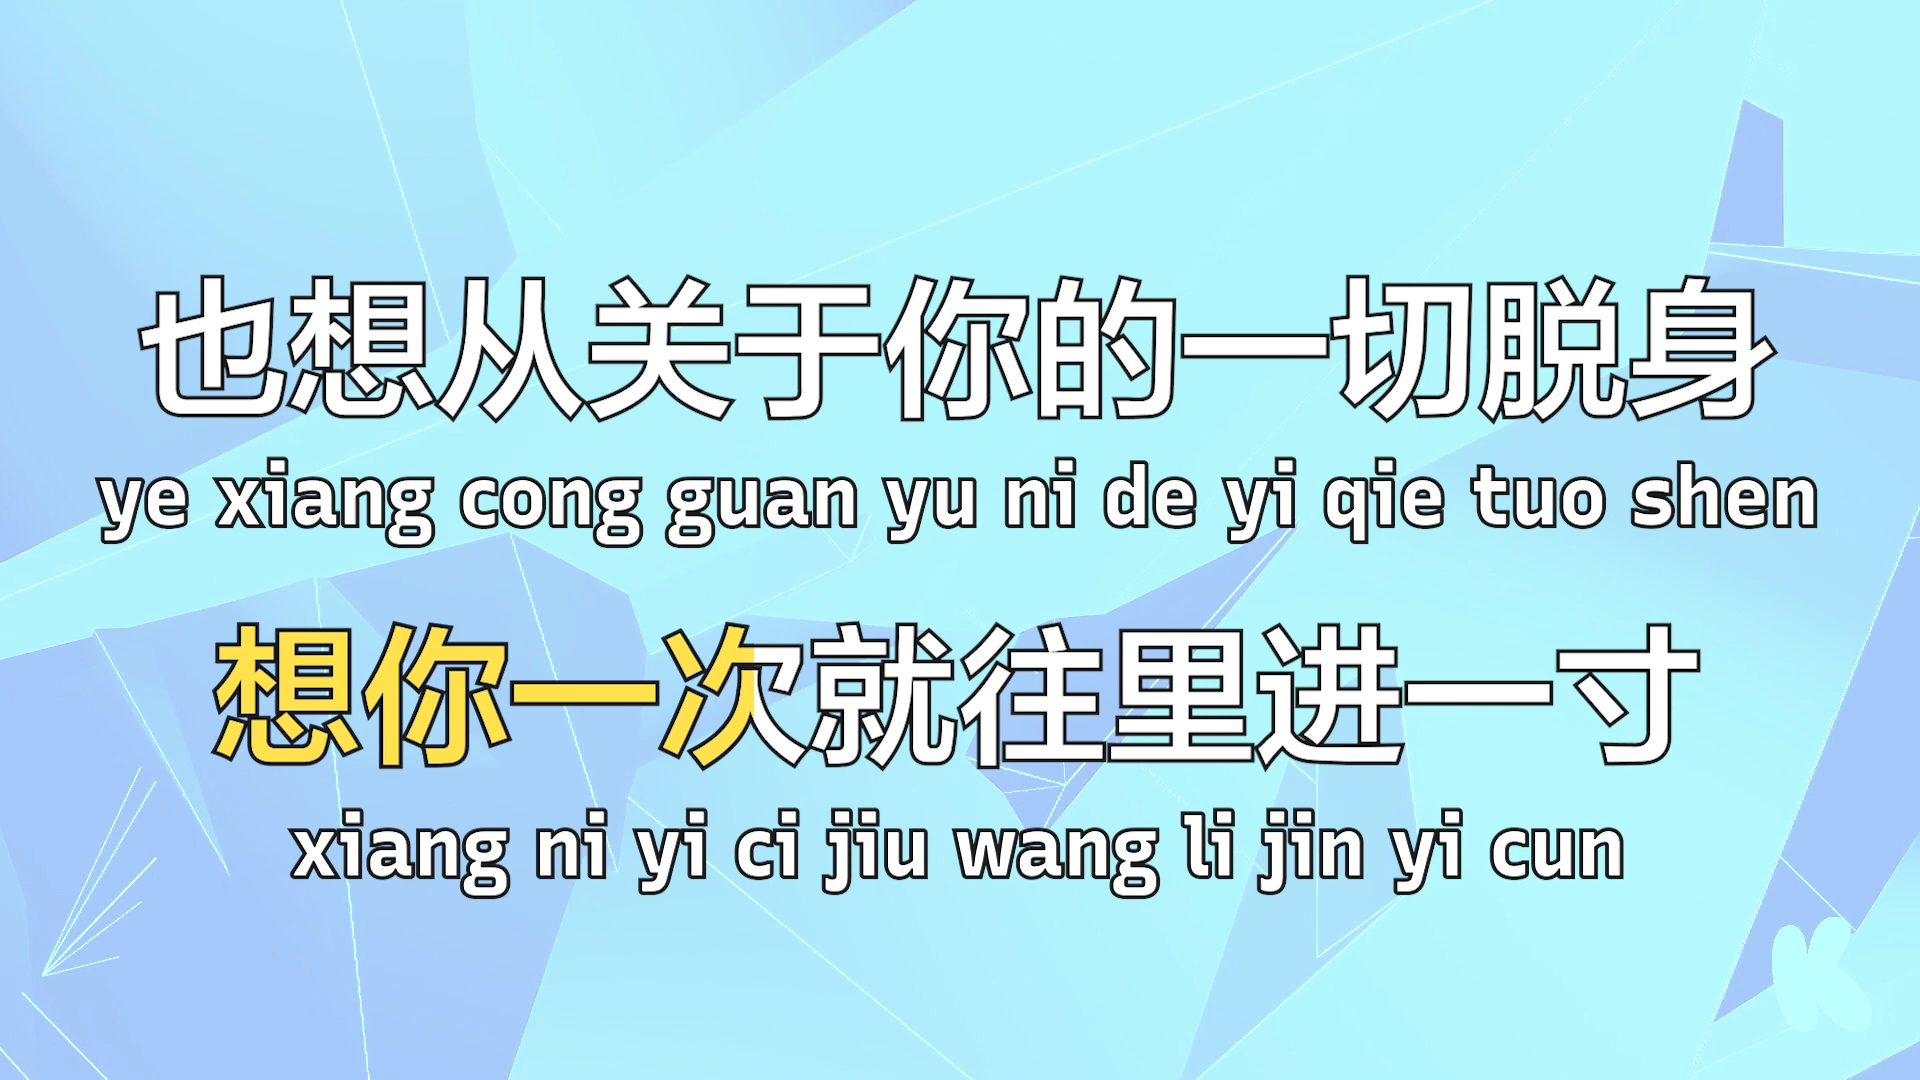 也想从关于你的一切脱身
ye xiang cong guan yu ni de yi qie tuo shen
想你一次就往里进一寸
xiang ni yi ci jiu wang li jin yi cun
K